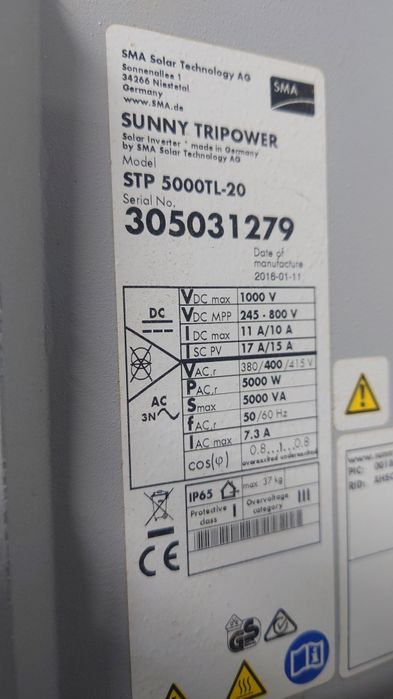 SMA Solar Technology AG
Sonnenallee 1
34266 Niestetal
Germany
www.SMA.de
SMA
SUNNY TRIPOWER
Solar Inverter * made in Germany
by SMA Solar Technology AG
Model
STP 5000TL-20
Serial No.
305031279
Date of
manufacture
2016-01-11
DC
VDC max 1000 V
VDC MPP 245 - 800 V
IDC max 11 A/10 A
ISC PV 17 A/15 A
AC
3N
VAC,r 380/400/415 V
PAC,r 5000 W
Smax 5000 VA
fAC,r 50/60 Hz
IAC max 7.3 A
cos(φ) 0.8...1...0.8
overexcited underexcited
IP65 max. 37 kg
Protective class I
Overvoltage category III
CE
GS
PIC:
RID:
i